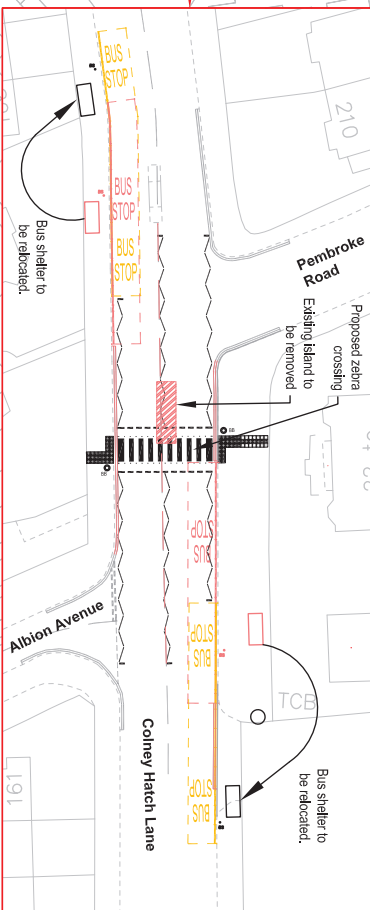 BUS
STOP
BUS
STOP
BUS
STOP
Bus shelter to
be relocated.
210
Pembroke
Road
Existing island to
be removed
Proposed zebra
crossing
BB
BB
BUS
STOP
BUS
STOP
BUS
STOP
Albion Avenue
Colney Hatch Lane
TCB
Bus shelter to
be relocated.
161